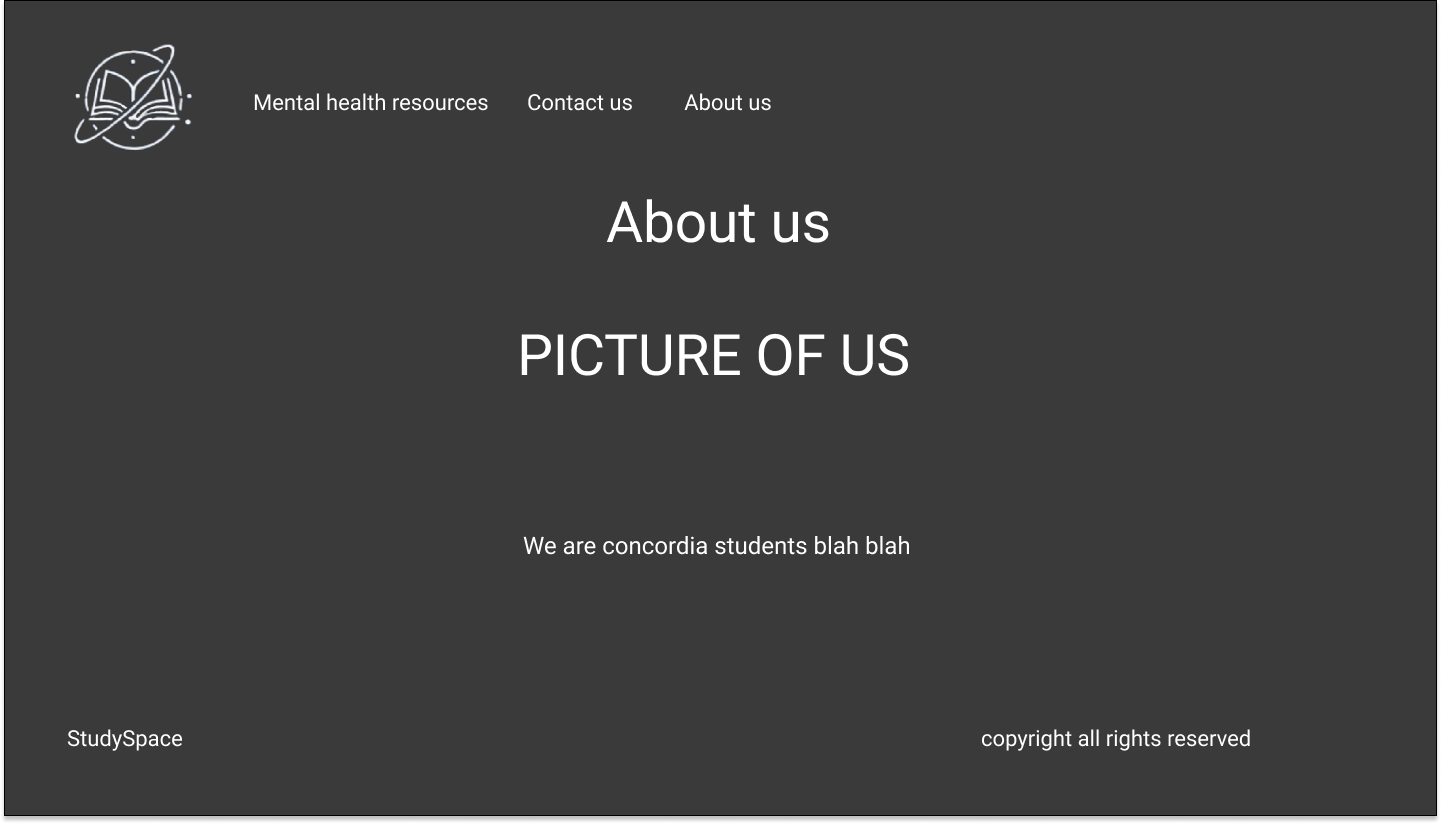 Mental health resources Contact us About us
About us
PICTURE OF US
We are concordia students blah blah
StudySpace copyright all rights reserved